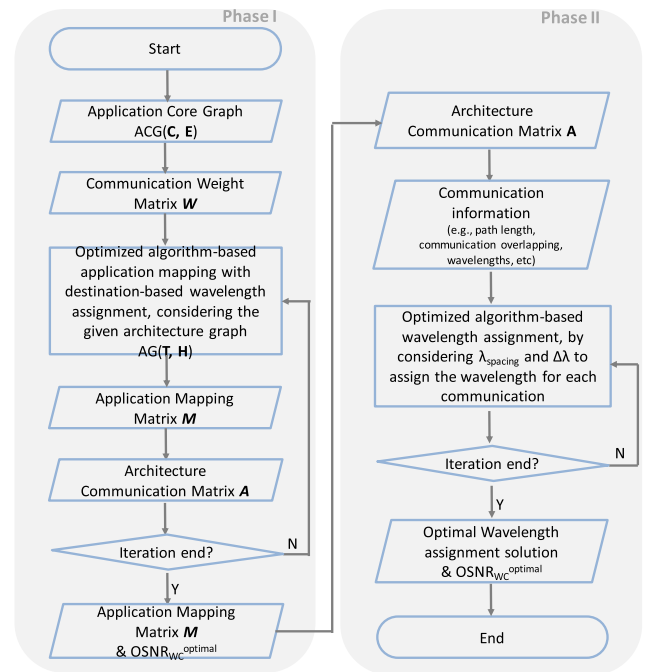 Phase I
Start
Application Core Graph
ACG(C, E)
Communication Weight
Matrix W
Optimized algorithm-based
application mapping with
destination-based wavelength
assignment, considering the
given architecture graph
AG(T, H)
Application Mapping
Matrix M
Architecture
Communication Matrix A
Iteration end?
N
Y
Application Mapping
Matrix M
& OSNRWCoptimal
Phase II
Architecture
Communication Matrix A
Communication
information
(e.g., path length,
communication overlapping,
wavelengths, etc)
Optimized algorithm-based
wavelength assignment, by
considering λspacing and Δλ to
assign the wavelength for each
communication
Iteration end?
N
Y
Optimal Wavelength
assignment solution
& OSNRWCoptimal
End